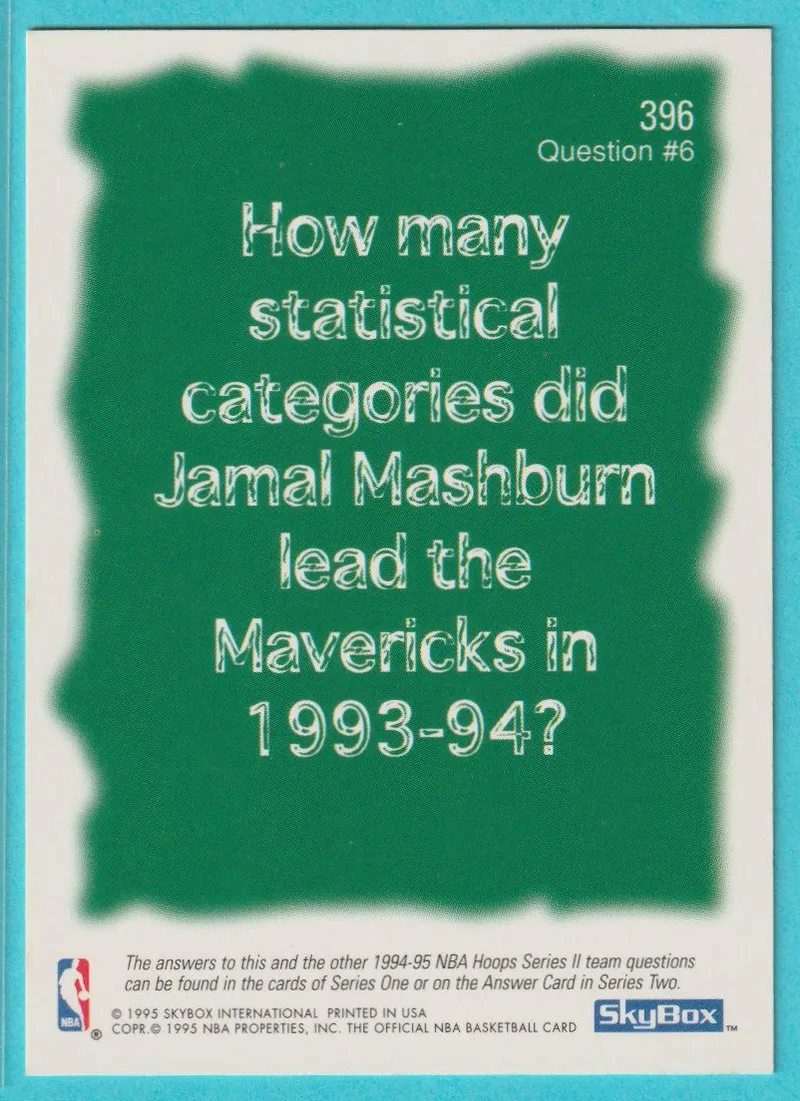 396
Question #6
How many
statistical
categories did
Jamal Mashburn
lead the
Mavericks in
1993-94?
The answers to this and the other 1994-95 NBA Hoops Series II team questions
can be found in the cards of Series One or on the Answer Card in Series Two.
NBA ®
© 1995 SKYBOX INTERNATIONAL PRINTED IN USA
COPR.© 1995 NBA PROPERTIES, INC. THE OFFICIAL NBA BASKETBALL CARD
SkyBox ™